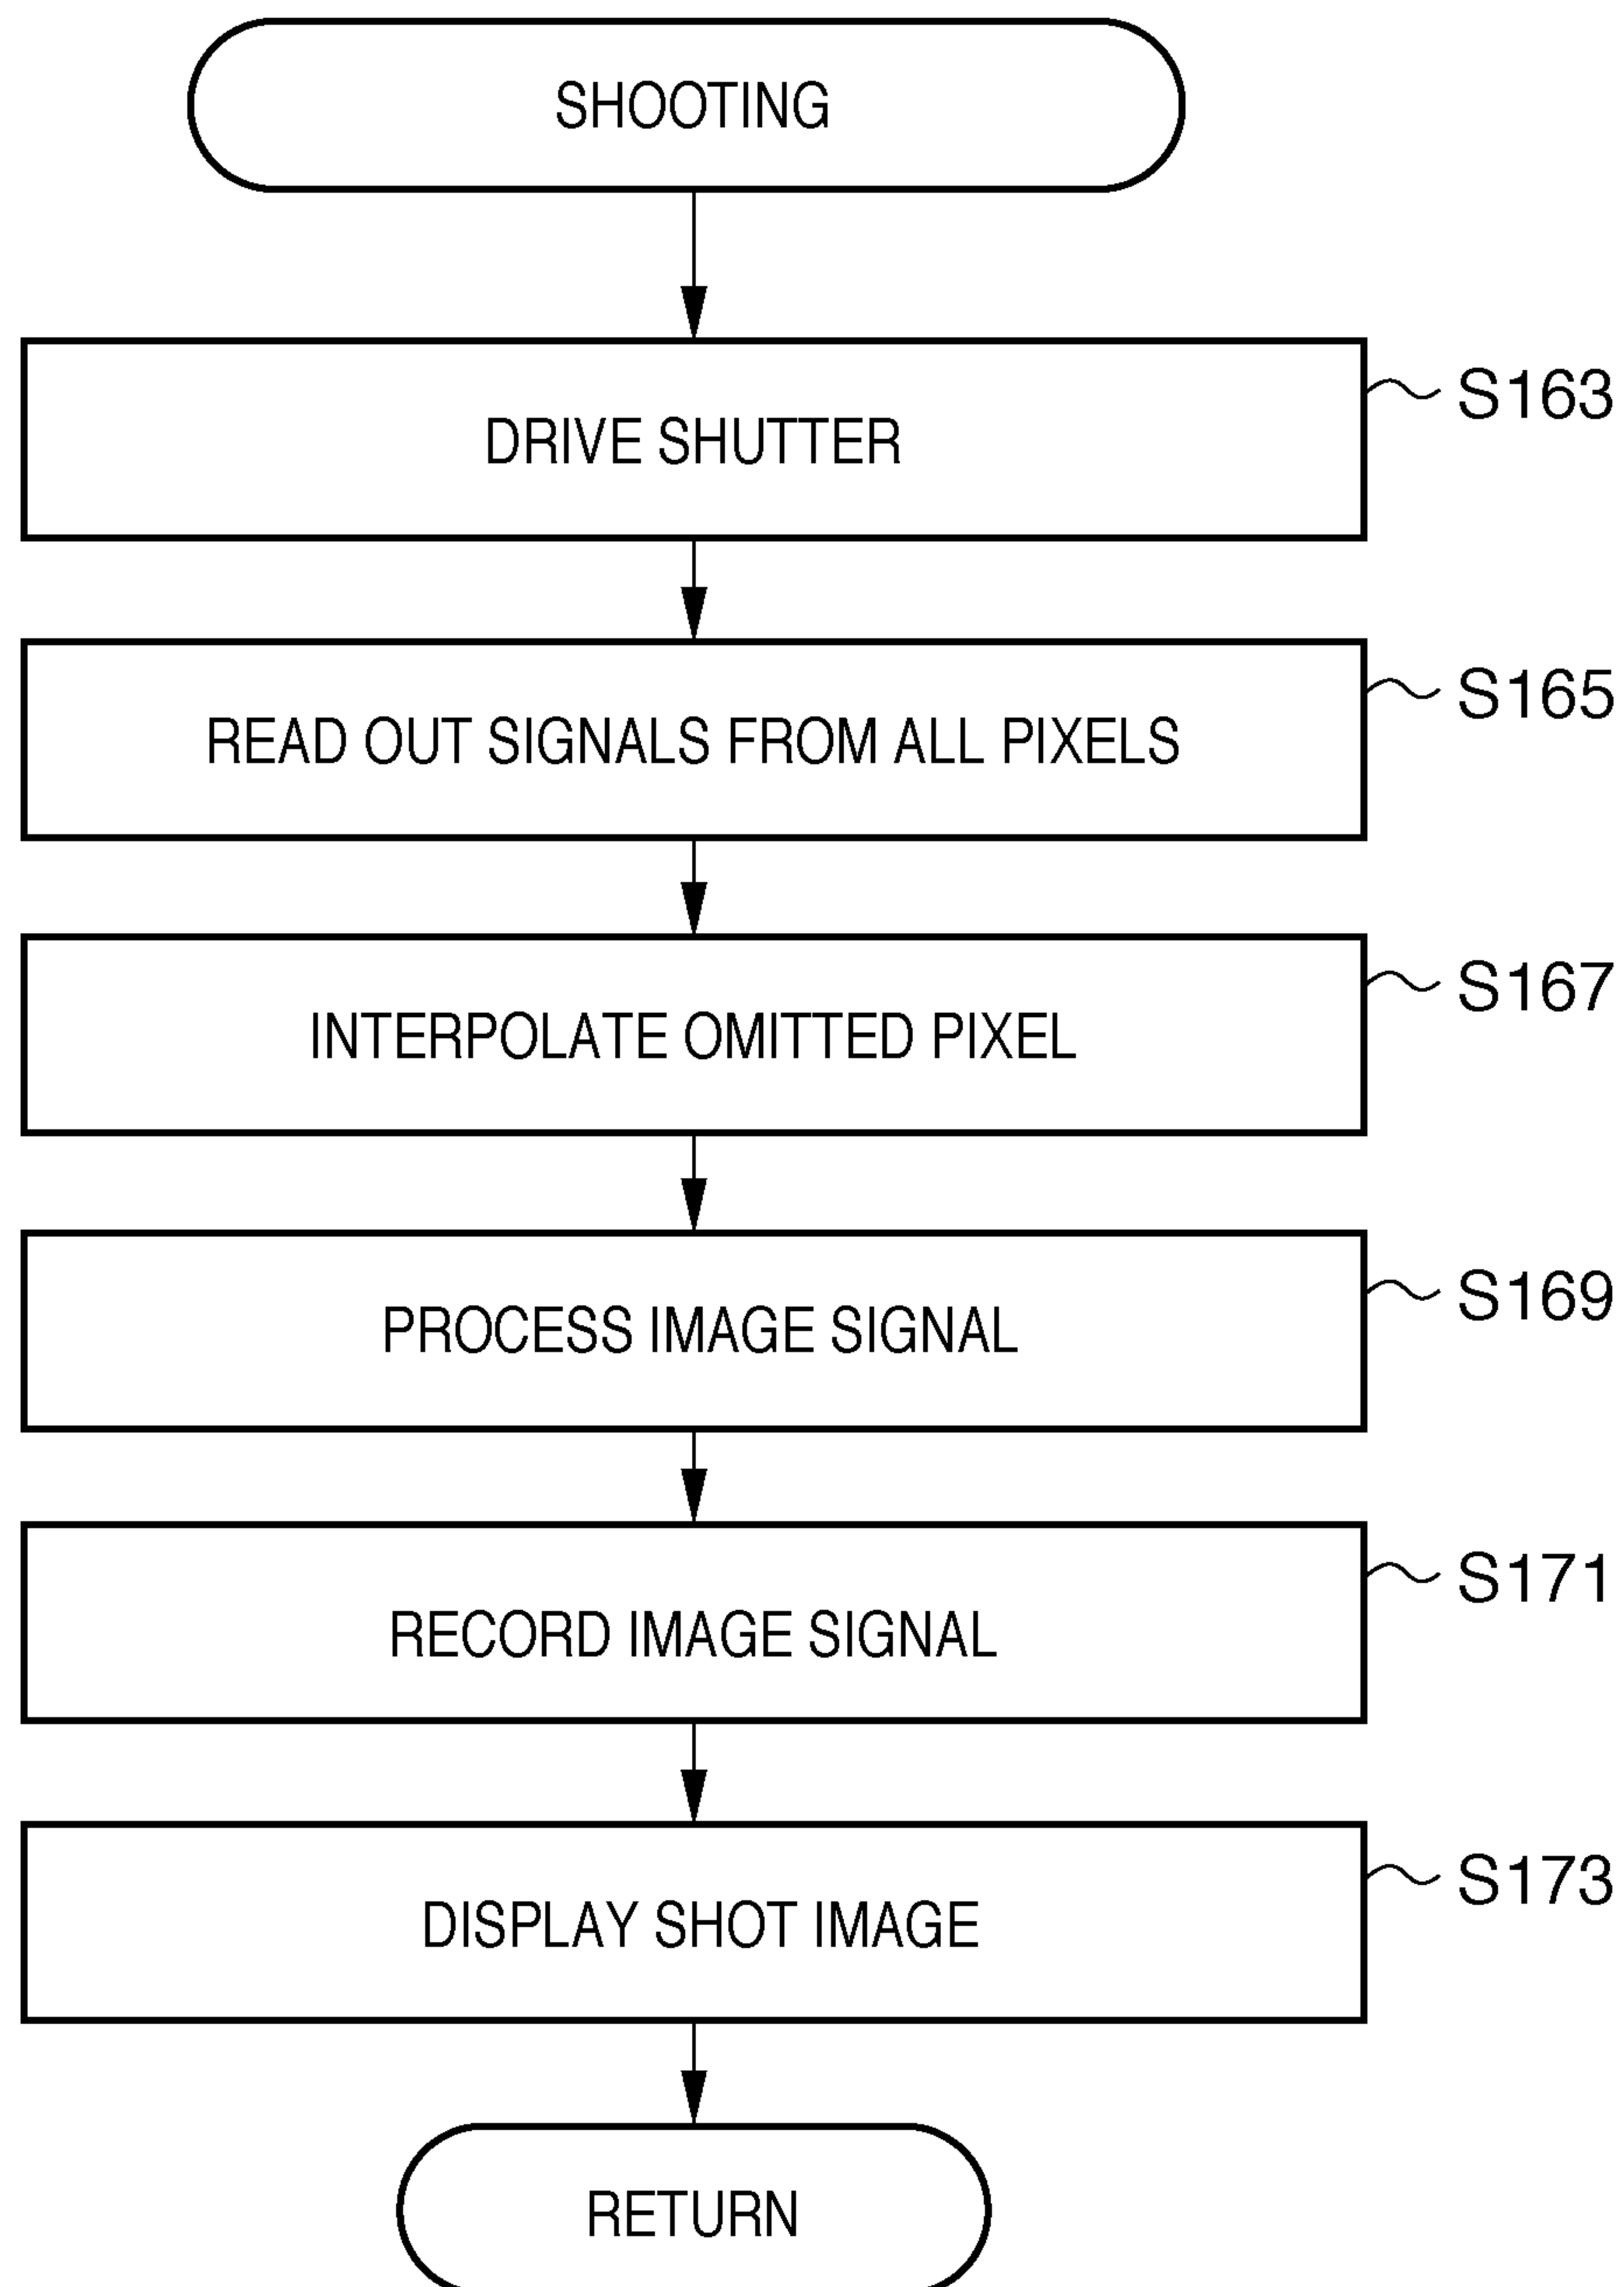 SHOOTING
DRIVE SHUTTER
S163
READ OUT SIGNALS FROM ALL PIXELS
S165
INTERPOLATE OMITTED PIXEL
S167
PROCESS IMAGE SIGNAL
S169
RECORD IMAGE SIGNAL
S171
DISPLAY SHOT IMAGE
S173
RETURN